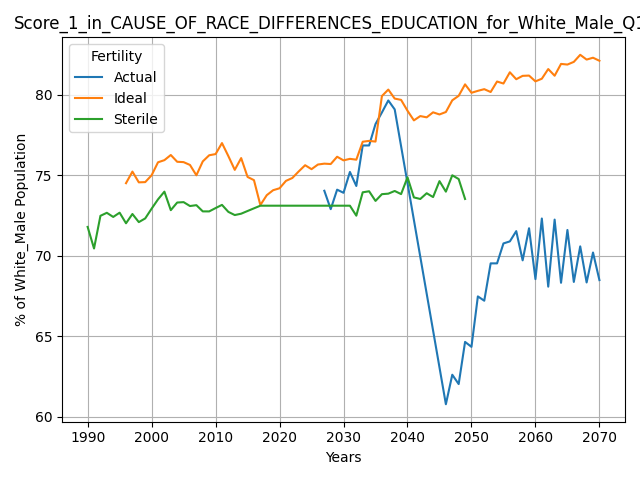 Score_1_in_CAUSE_OF_RACE_DIFFERENCES_EDUCATION_for_White_Male_Q1
Fertility
Actual
Ideal
Sterile
% of White_Male Population
80
75
70
65
60
1990 2000 2010 2020 2030 2040 2050 2060 2070
Years